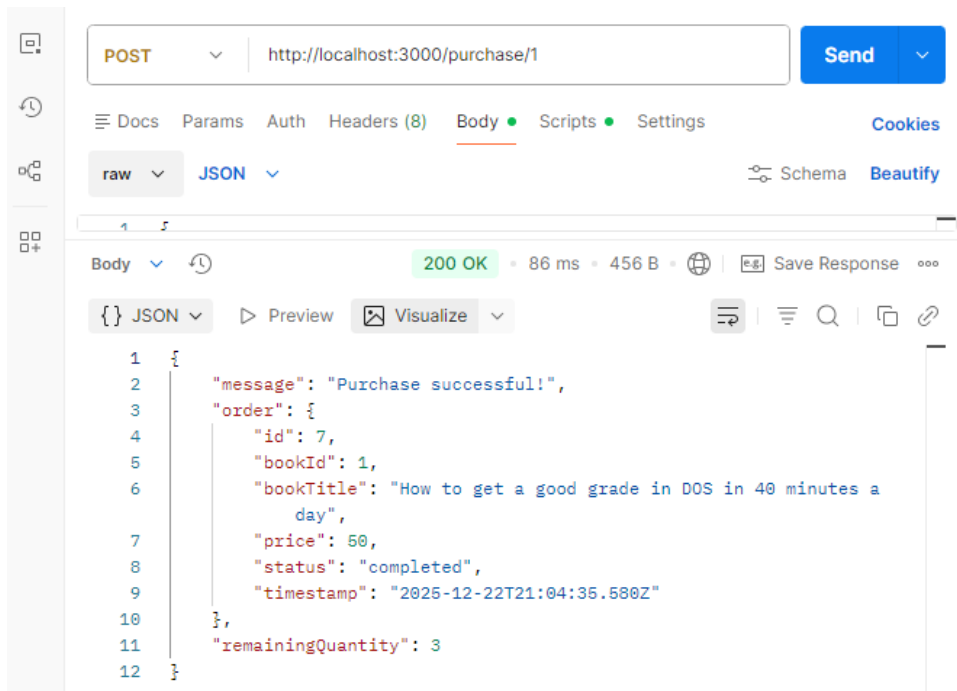 POST http://localhost:3000/purchase/1 Send
Docs Params Auth Headers (8) Body Scripts Settings Cookies
raw JSON Schema Beautify
1 {
Body 200 OK 86 ms 456 B e.g. Save Response
{} JSON Preview Visualize
1 {
2 "message": "Purchase successful!",
3 "order": {
4 "id": 7,
5 "bookId": 1,
6 "bookTitle": "How to get a good grade in DOS in 40 minutes a
day",
7 "price": 50,
8 "status": "completed",
9 "timestamp": "2025-12-22T21:04:35.580Z"
10 },
11 "remainingQuantity": 3
12 }